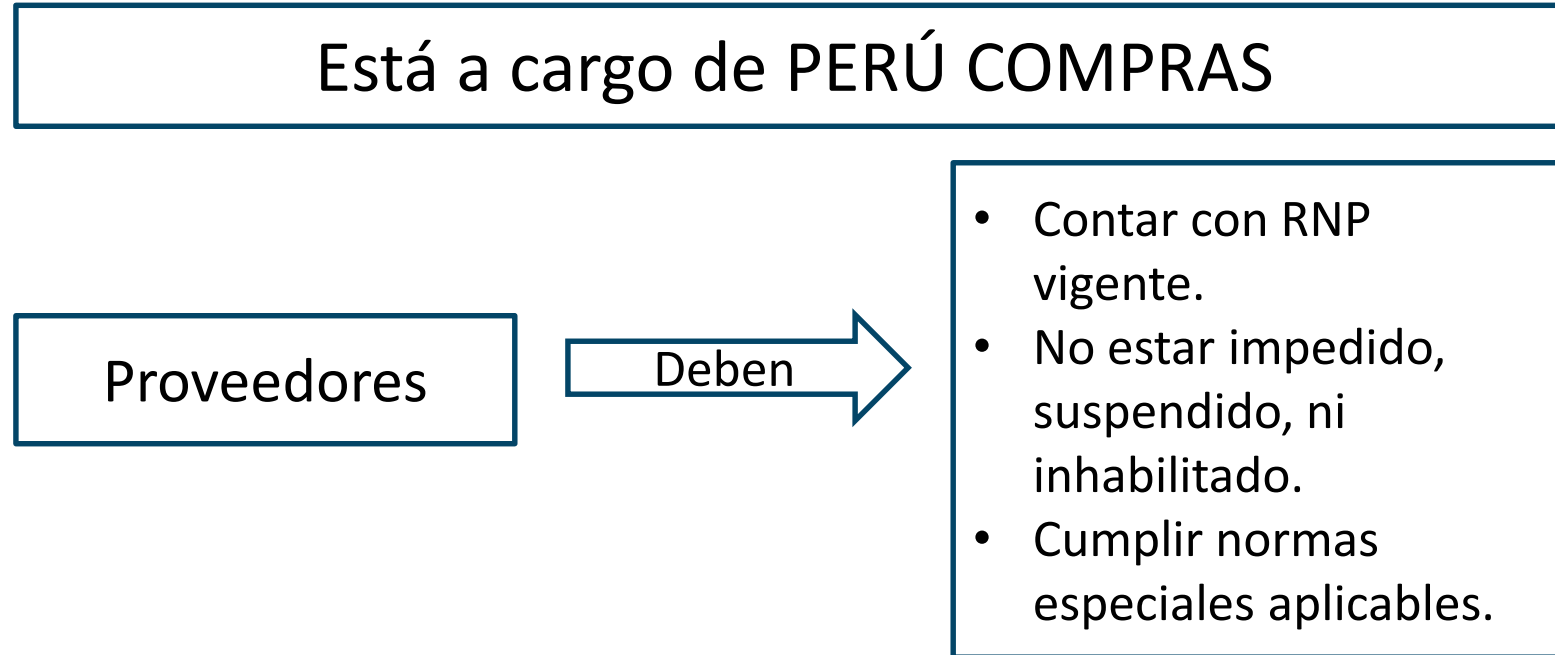 Está a cargo de PERÚ COMPRAS
Proveedores
Deben
• Contar con RNP
vigente.
• No estar impedido,
suspendido, ni
inhabilitado.
• Cumplir normas
especiales aplicables.